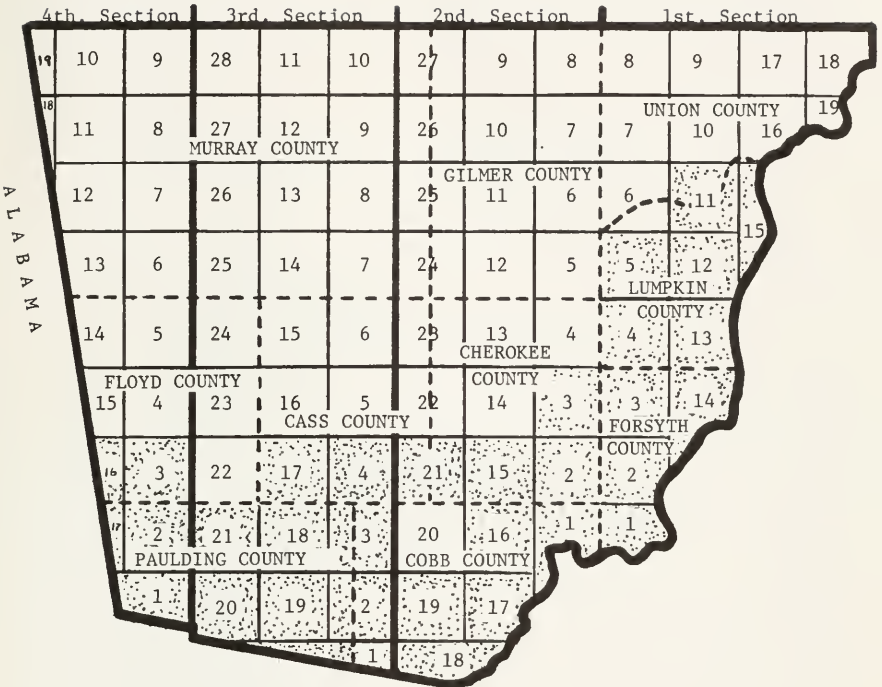 4th. Section 3rd. Section 2nd. Section 1st. Section
19 10 9 28 11 10 27 9 8 8 9 17 18
18 11 8 27 12 9 26 10 7 7 10 16 19
UNION COUNTY
MURRAY COUNTY
GILMER COUNTY
12 7 26 13 8 25 11 6 6 11 15
ALABAMA
13 6 25 14 7 24 12 5 5 12
LUMPKIN
COUNTY
14 5 24 15 6 23 13 4 4 13
CHEROKEE
COUNTY
FLOYD COUNTY
15 4 23 16 5 22 14 3 3 14
CASS COUNTY
FORSYTH
COUNTY
16 3 22 17 4 21 15 2 2
17 2 21 18 3 20 16 1 1
PAULDING COUNTY COBB COUNTY
1 20 19 2 19 17
1 18